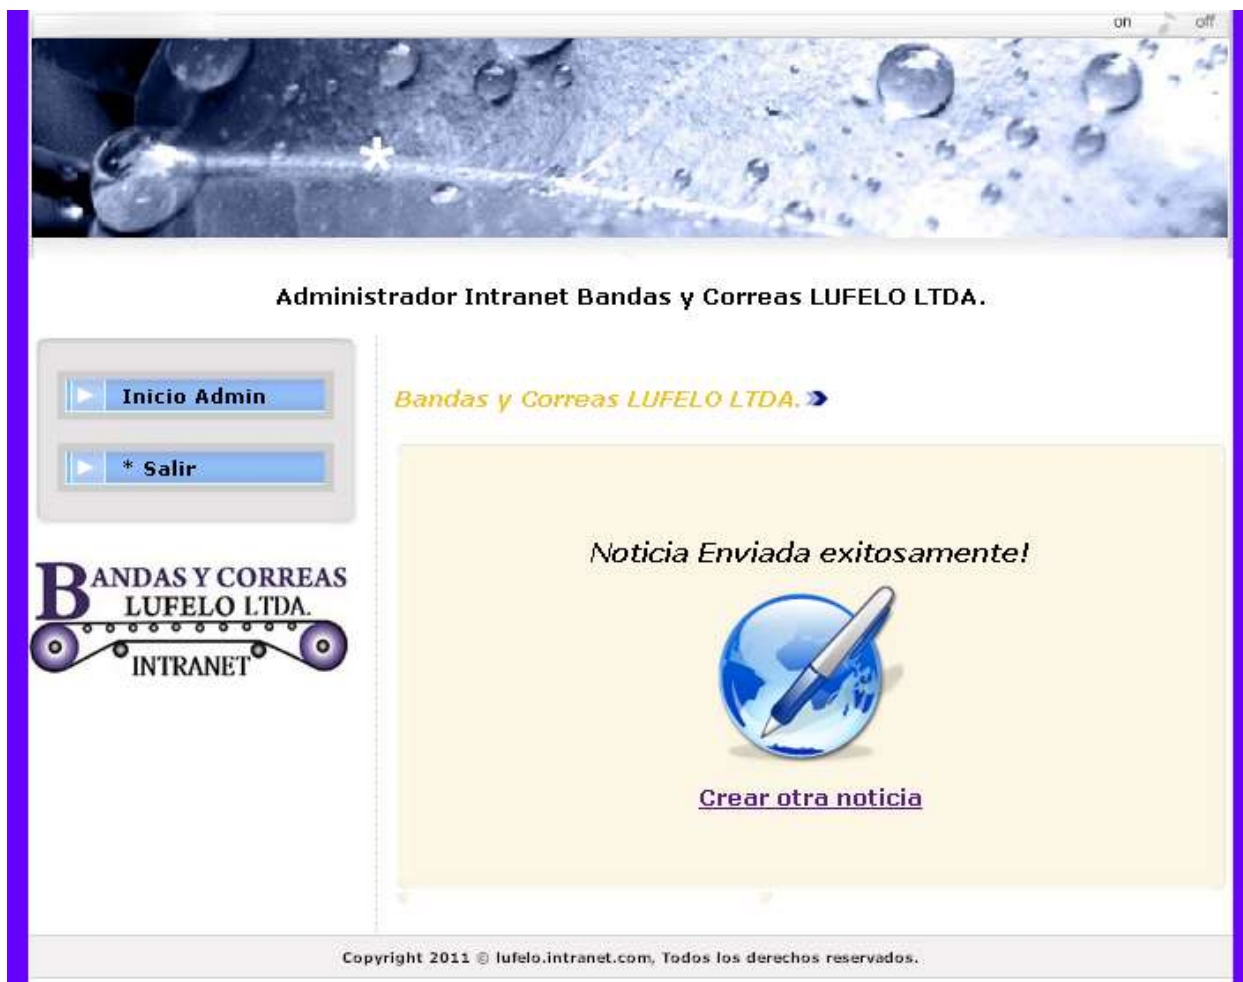 on off
*
Administrador Intranet Bandas y Correas LUFELO LTDA.
Inicio Admin
* Salir
BANDAS Y CORREAS
LUFELO LTDA.
INTRANET
Bandas y Correas LUFELO LTDA.
Noticia Enviada exitosamente!
Crear otra noticia
Copyright 2011 © lufelo.intranet.com, Todos los derechos reservados.